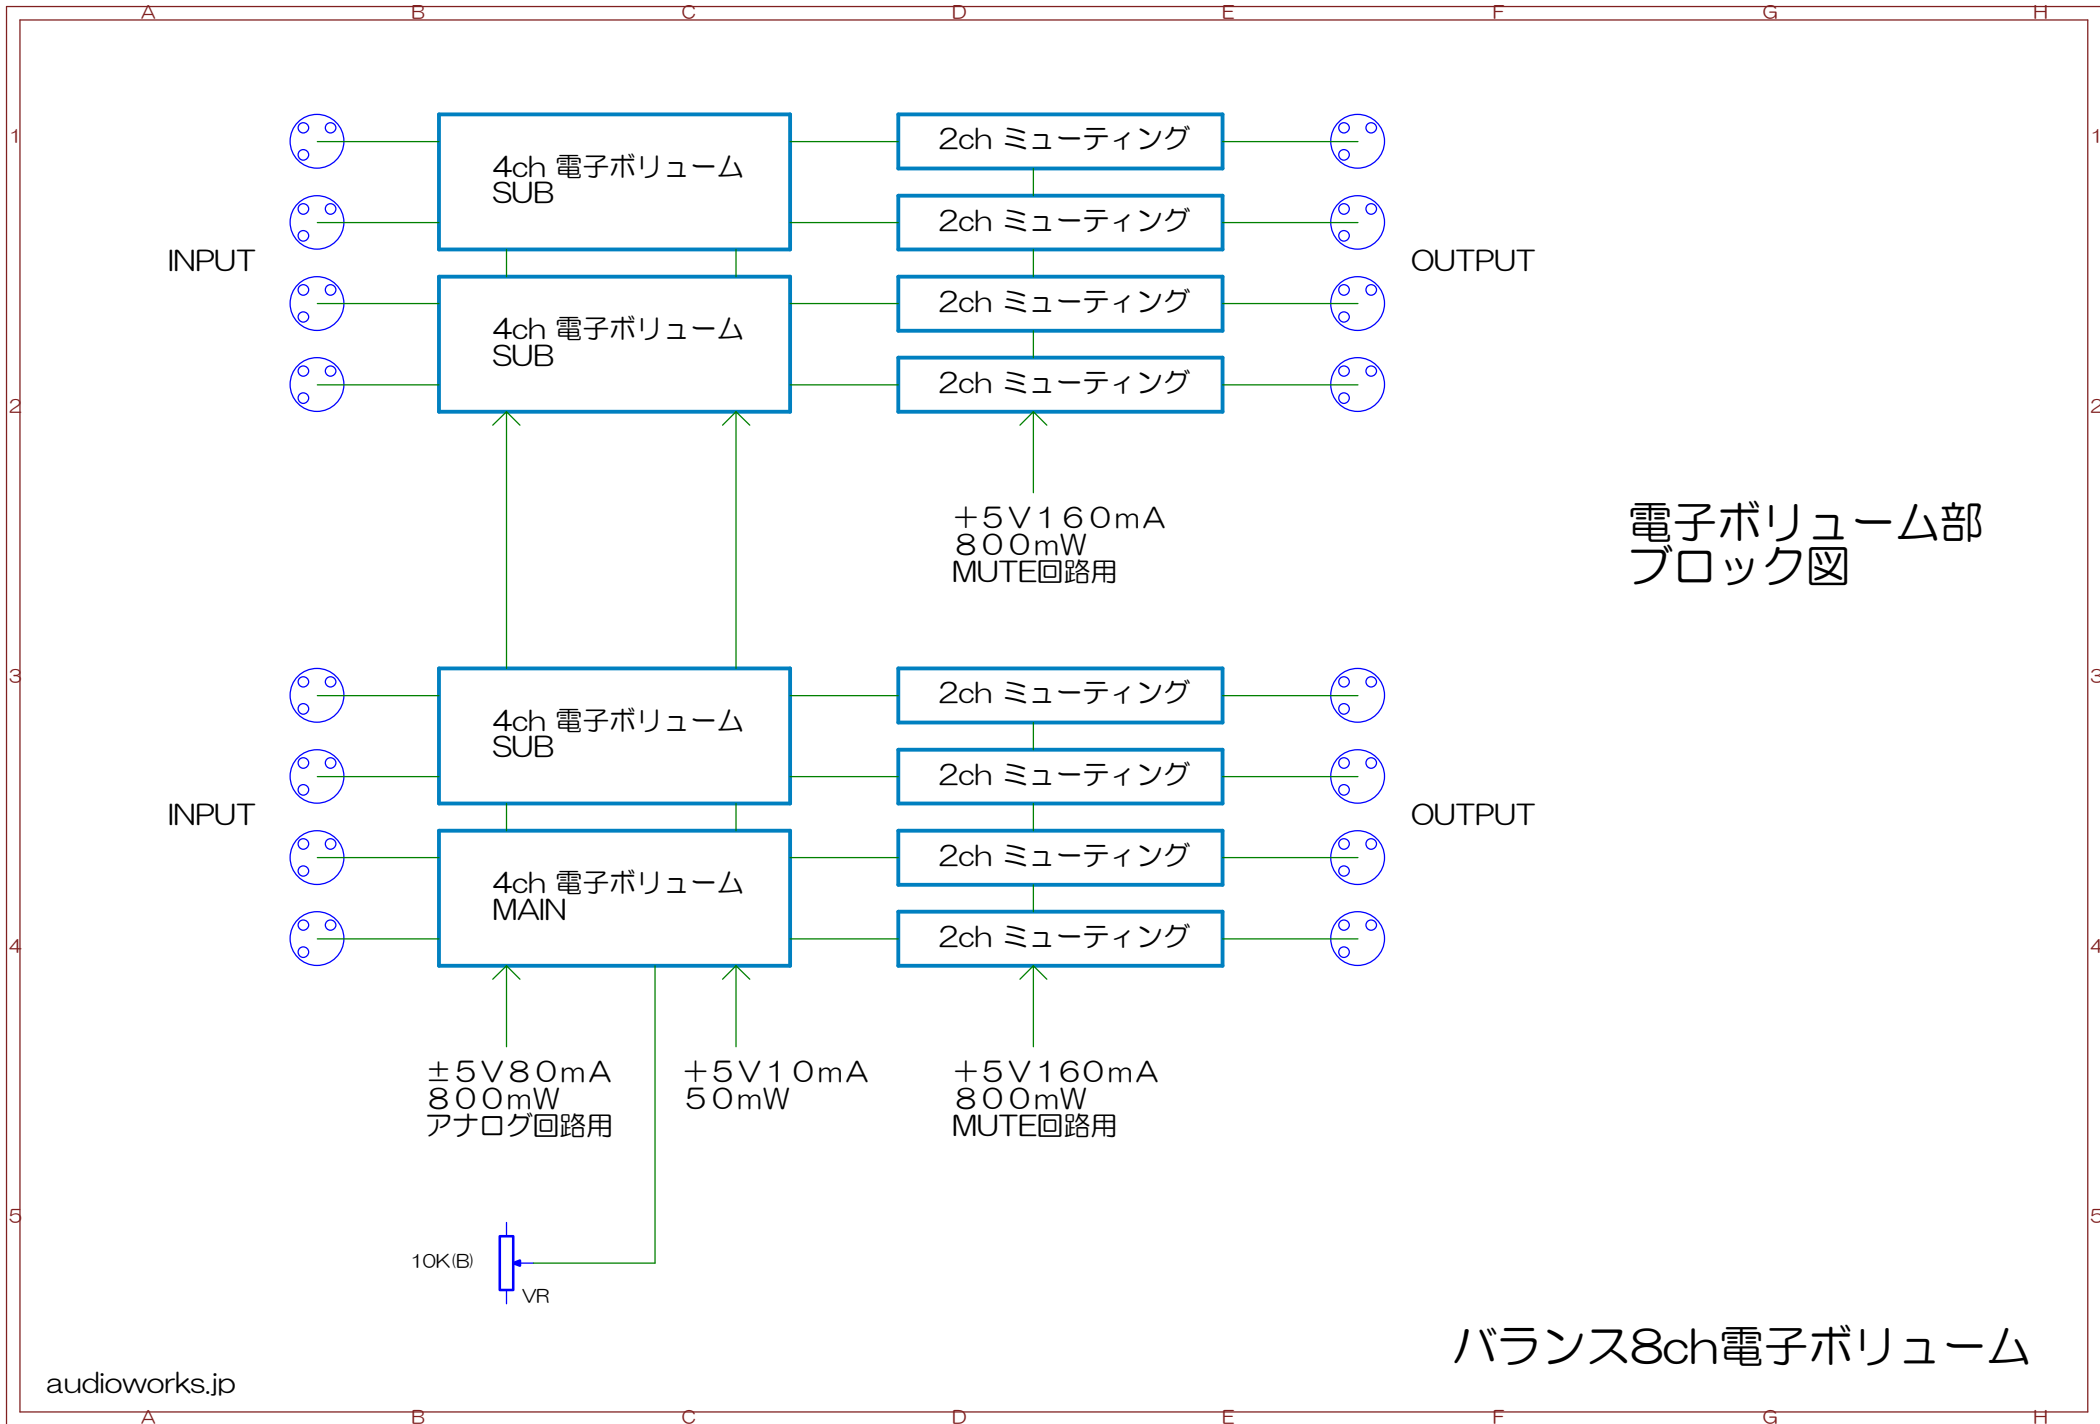 A B C D E F G H
1 1
4ch 電子ボリューム
SUB
2ch ミューティング
2ch ミューティング
INPUT
OUTPUT
4ch 電子ボリューム
SUB
2ch ミューティング
2ch ミューティング
2 2
+5V160mA
800mW
MUTE回路用
電子ボリューム部
ブロック図
3 3
4ch 電子ボリューム
SUB
2ch ミューティング
2ch ミューティング
INPUT
OUTPUT
4ch 電子ボリューム
MAIN
2ch ミューティング
2ch ミューティング
4 4
±5V80mA
800mW
アナログ回路用
+5V10mA
50mW
+5V160mA
800mW
MUTE回路用
5 5
10K(B)
VR
バランス8ch電子ボリューム
audioworks.jp
A B C D E F G H